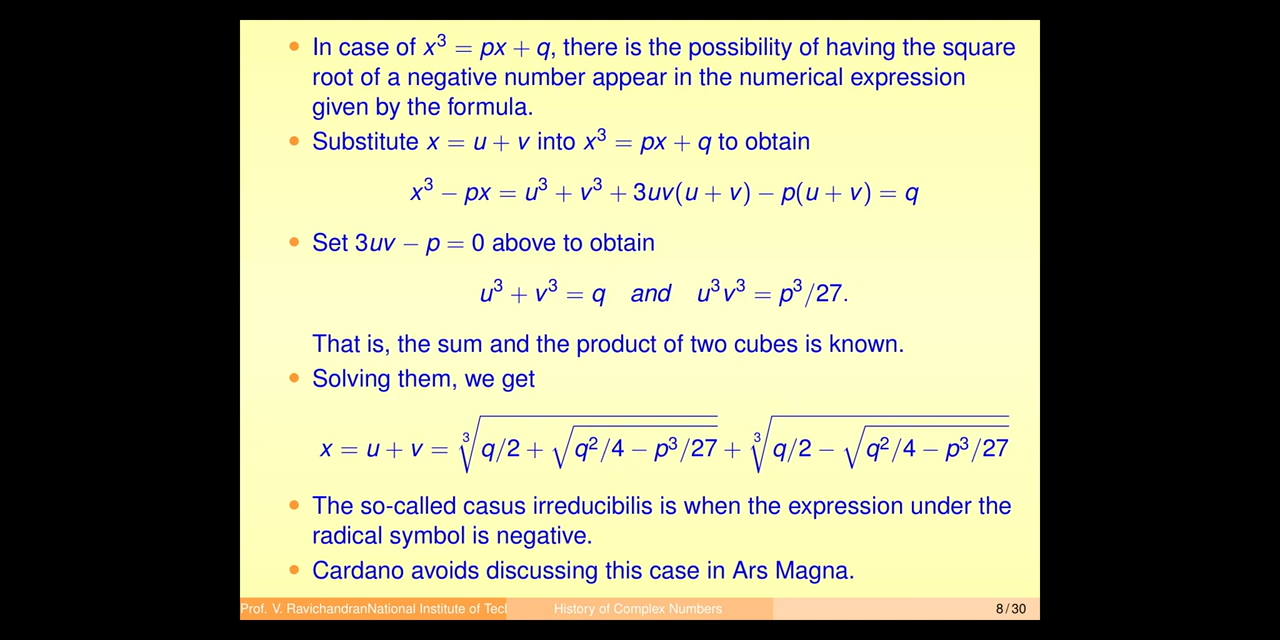 • In case of x³ = px + q, there is the possibility of having the square
root of a negative number appear in the numerical expression
given by the formula.
• Substitute x = u + v into x³ = px + q to obtain
x³ − px = u³ + v³ + 3uv(u + v) − p(u + v) = q
• Set 3uv − p = 0 above to obtain
u³ + v³ = q and u³v³ = p³/27.
That is, the sum and the product of two cubes is known.
• Solving them, we get
x = u + v = ∛(q/2 + √(q²/4 − p³/27)) + ∛(q/2 − √(q²/4 − p³/27))
• The so-called casus irreducibilis is when the expression under the
radical symbol is negative.
• Cardano avoids discussing this case in Ars Magna.
Prof. V. RavichandranNational Institute of Tecl History of Complex Numbers 8 / 30